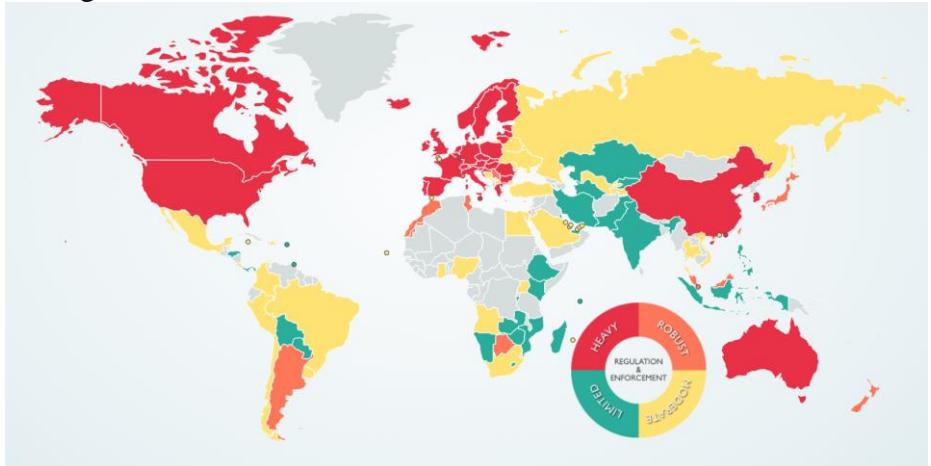 HEAVY
ROBUST
REGULATION
&
ENFORCEMENT
LIMITED
MODERATE